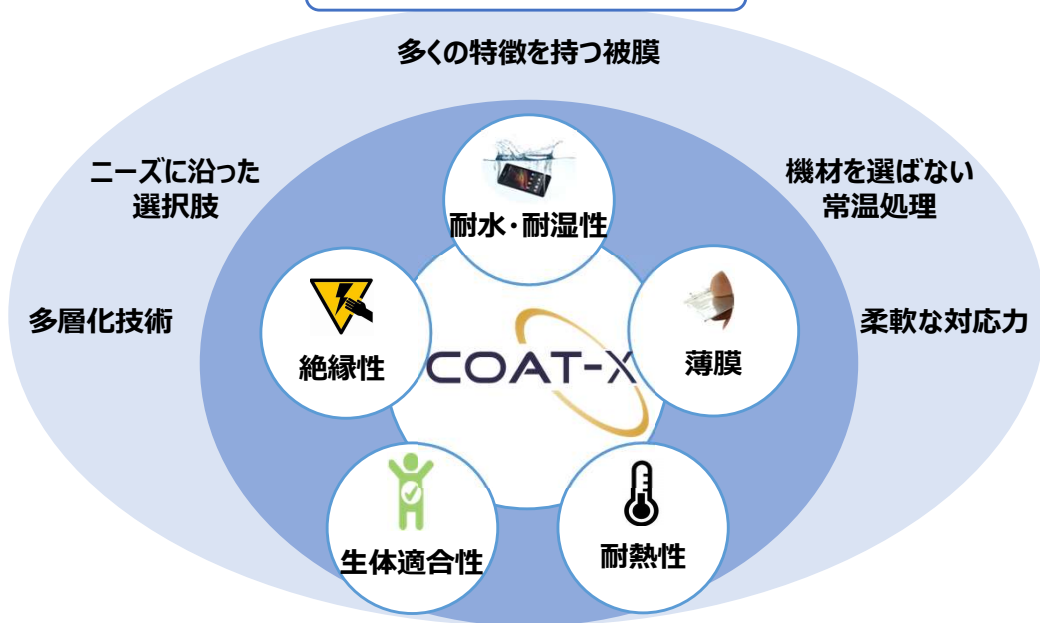 多くの特徴を持つ被膜
ニーズに沿った
選択肢
機材を選ばない
常温処理
耐水・耐湿性
多層化技術
絶縁性
COAT-X
薄膜
柔軟な対応力
生体適合性
耐熱性